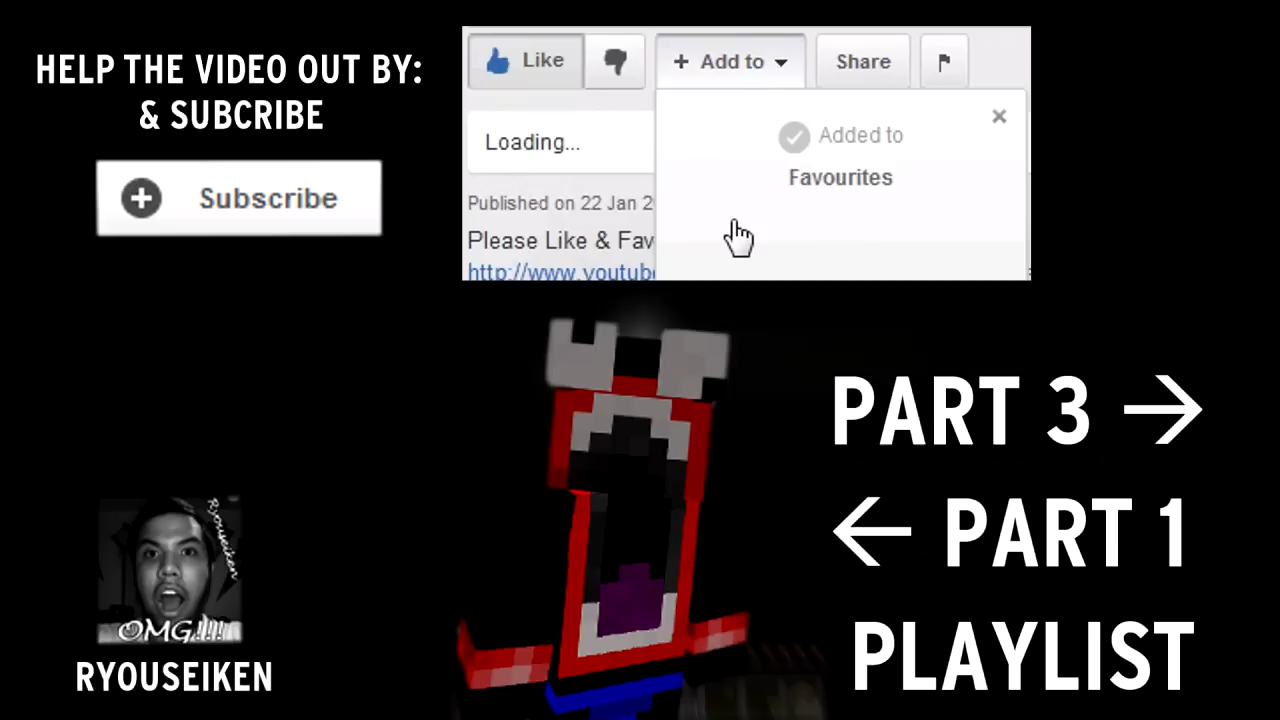 HELP THE VIDEO OUT BY:
& SUBCRIBE
Subscribe
Like
+ Add to
Share
Loading...
Added to
Favourites
Published on 22 Jan 2
Please Like & Fav
http://www.youtube
PART 3 →
← PART 1
PLAYLIST
Ryouseiken
OMG!!!!
RYOUSEIKEN